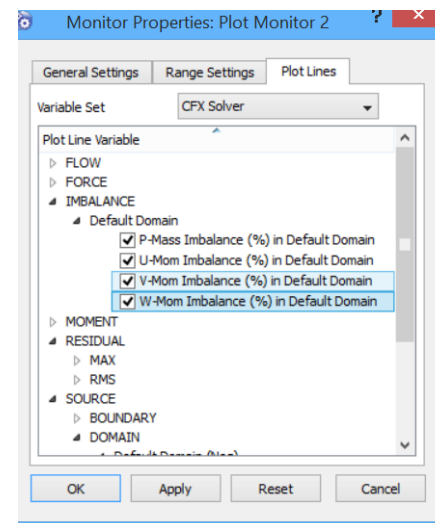 Monitor Properties: Plot Monitor 2 ? ×
General Settings Range Settings Plot Lines
Variable Set CFX Solver
Plot Line Variable
FLOW
FORCE
IMBALANCE
Default Domain
P-Mass Imbalance (%) in Default Domain
U-Mom Imbalance (%) in Default Domain
V-Mom Imbalance (%) in Default Domain
W-Mom Imbalance (%) in Default Domain
MOMENT
RESIDUAL
MAX
RMS
SOURCE
BOUNDARY
DOMAIN
Default Domain
OK Apply Reset Cancel